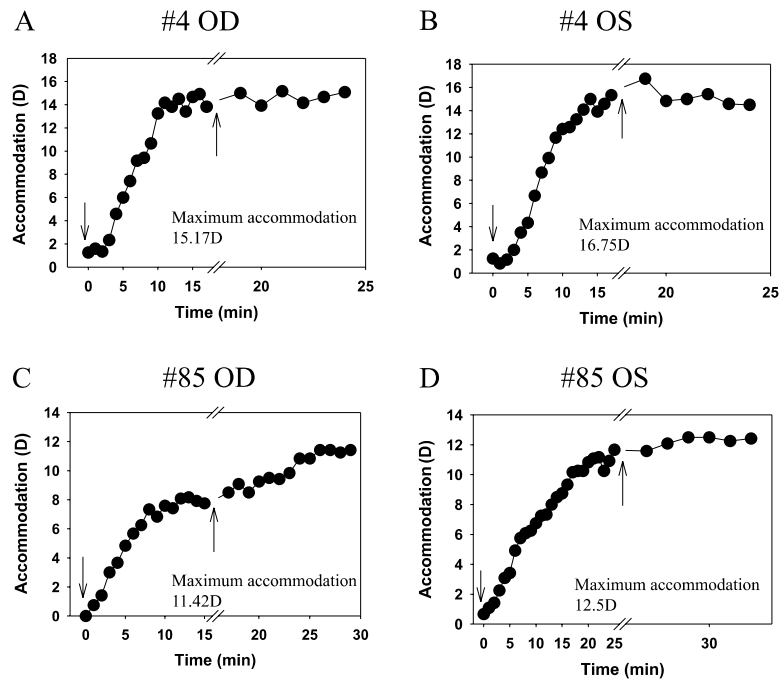 A #4 OD
18
16
14
12
10
8
6
4
2
0
Accommodation (D)
Maximum accommodation
15.17D
0 5 10 15 20 25
Time (min)
B #4 OS
18
16
14
12
10
8
6
4
2
0
Accommodation (D)
Maximum accommodation
16.75D
0 5 10 15 20 25
Time (min)
C #85 OD
14
12
10
8
6
4
2
0
Accommodation (D)
Maximum accommodation
11.42D
0 5 10 15 20 25 30
Time (min)
D #85 OS
14
12
10
8
6
4
2
0
Accommodation (D)
Maximum accommodation
12.5D
0 5 10 15 20 25 30
Time (min)